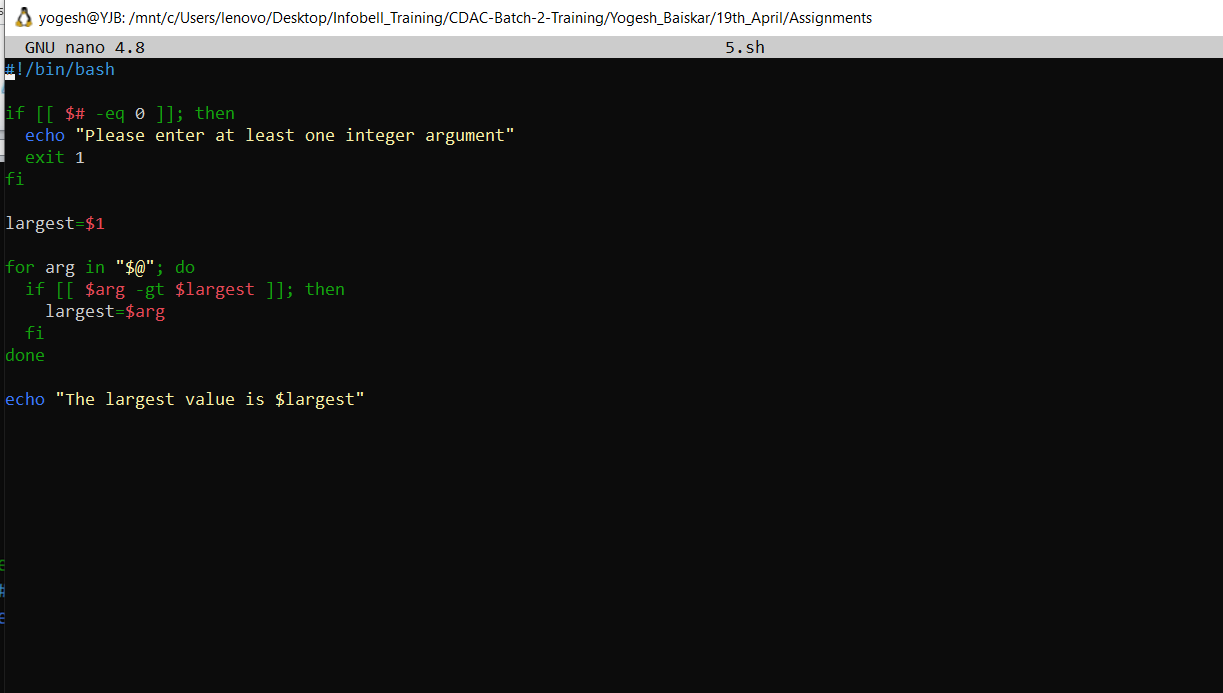 yogesh@YJB: /mnt/c/Users/lenovo/Desktop/Infobell_Training/CDAC-Batch-2-Training/Yogesh_Baiskar/19th_April/Assignments
GNU nano 4.8 5.sh
#!/bin/bash
if [[ $# -eq 0 ]]; then
echo "Please enter at least one integer argument"
exit 1
fi
largest=$1
for arg in "$@"; do
if [[ $arg -gt $largest ]]; then
largest=$arg
fi
done
echo "The largest value is $largest"